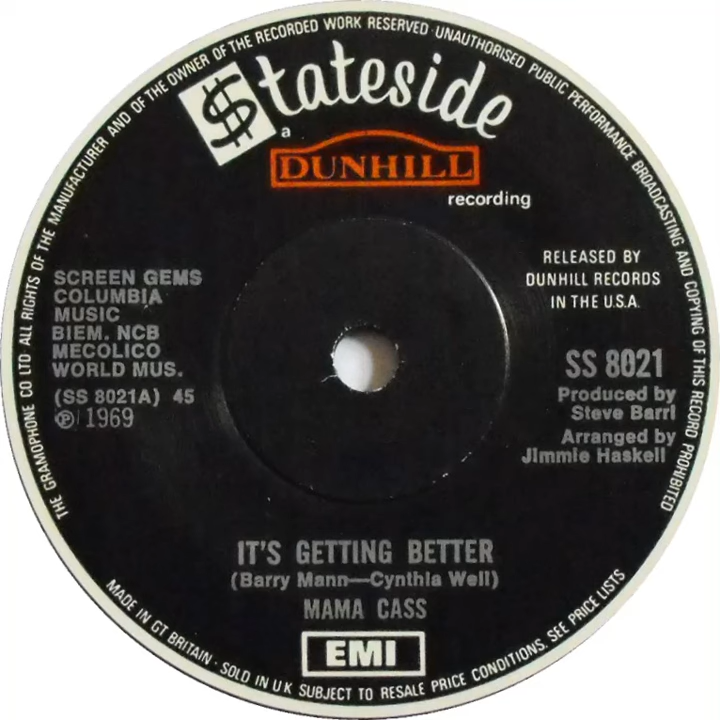 THE GRAMOPHONE CO LTD ALL RIGHTS OF THE MANUFACTURER AND OF THE OWNER OF THE RECORDED WORK RESERVED · UNAUTHORISED PUBLIC PERFORMANCE BROADCASTING AND COPYING OF THIS RECORD PROHIBITED
$tateside
a
DUNHILL
recording
RELEASED BY
DUNHILL RECORDS
IN THE U.S.A.
SCREEN GEMS
COLUMBIA
MUSIC
BIEM. NCB
MECOLICO
WORLD MUS.
(SS 8021A) 45
Ⓟ 1969
SS 8021
Produced by
Steve Barri
Arranged by
Jimmie Haskell
IT'S GETTING BETTER
(Barry Mann—Cynthia Weil)
MAMA CASS
EMI
MADE IN GT BRITAIN · SOLD IN U K SUBJECT TO RESALE PRICE CONDITIONS. SEE PRICE LISTS